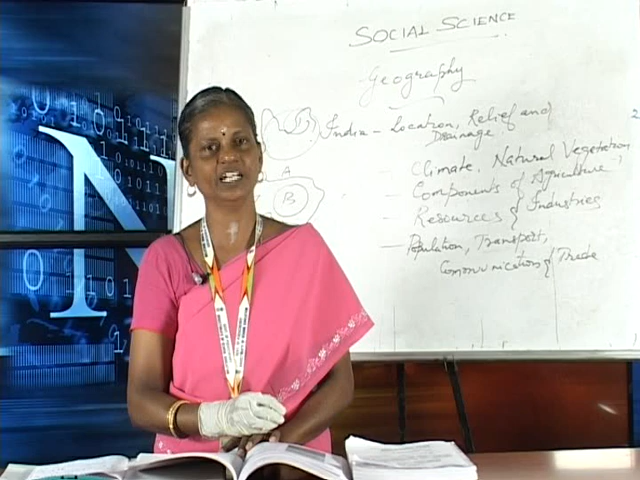 SOCIAL SCIENCE
Geography
India - Location, Relief and
Drainage.
- Climate, Natural Vegetation
- Components of Agriculture
- Resources & Industries
- Population, Transport,
Communication & Trade
A
B
2
N